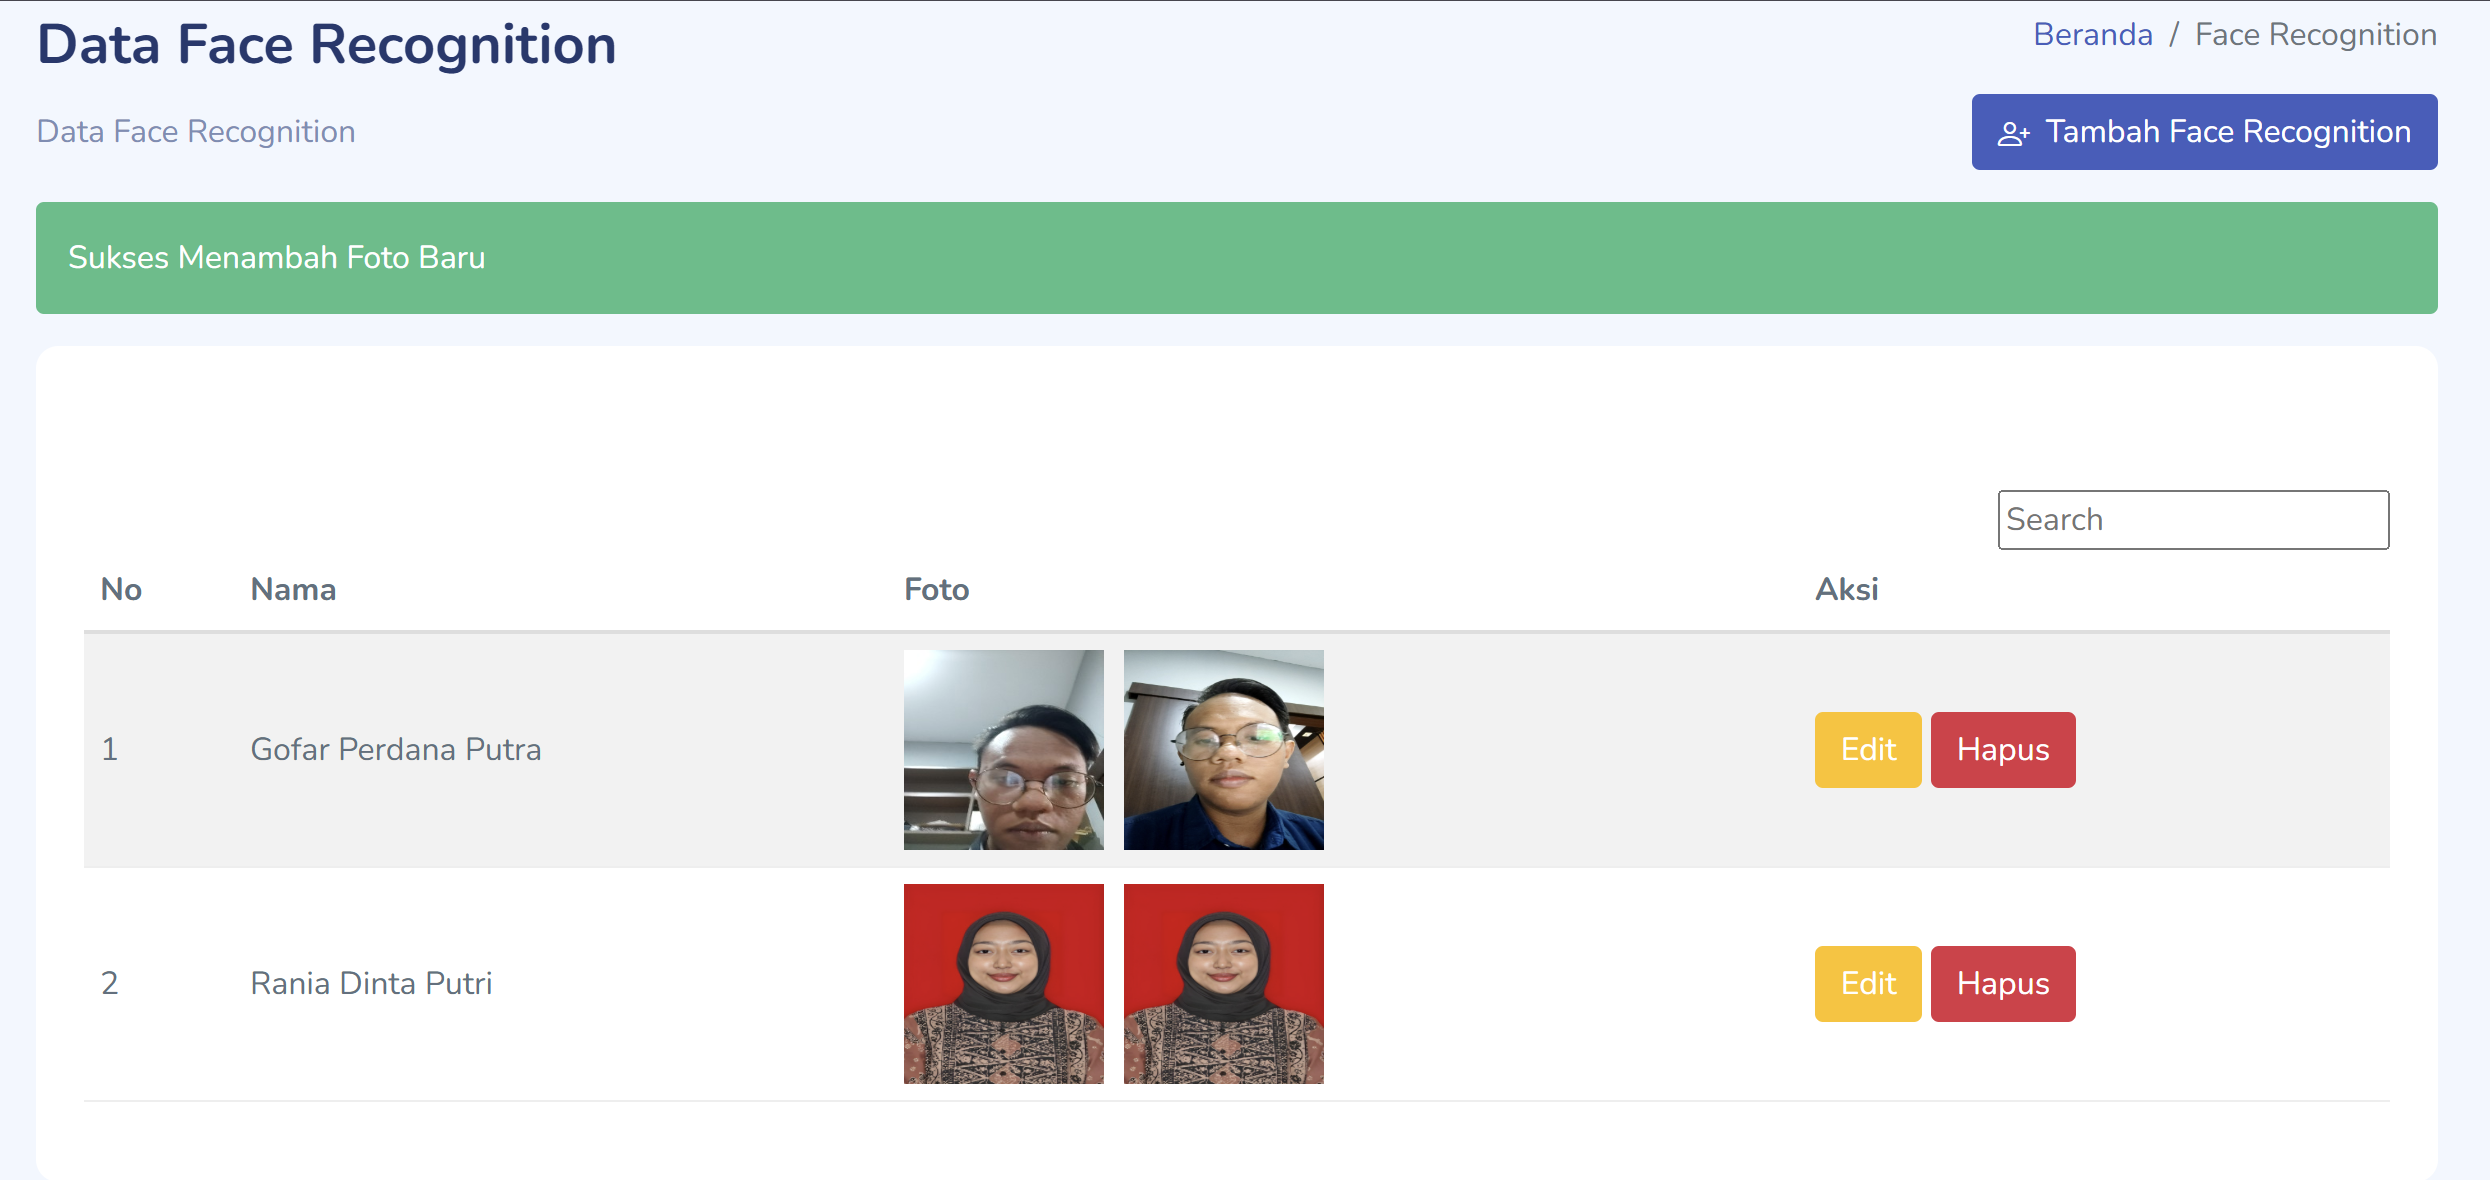 Data Face Recognition
Beranda / Face Recognition
Data Face Recognition
Tambah Face Recognition
Sukses Menambah Foto Baru
Search
No Nama Foto Aksi
1 Gofar Perdana Putra Edit Hapus
2 Rania Dinta Putri Edit Hapus